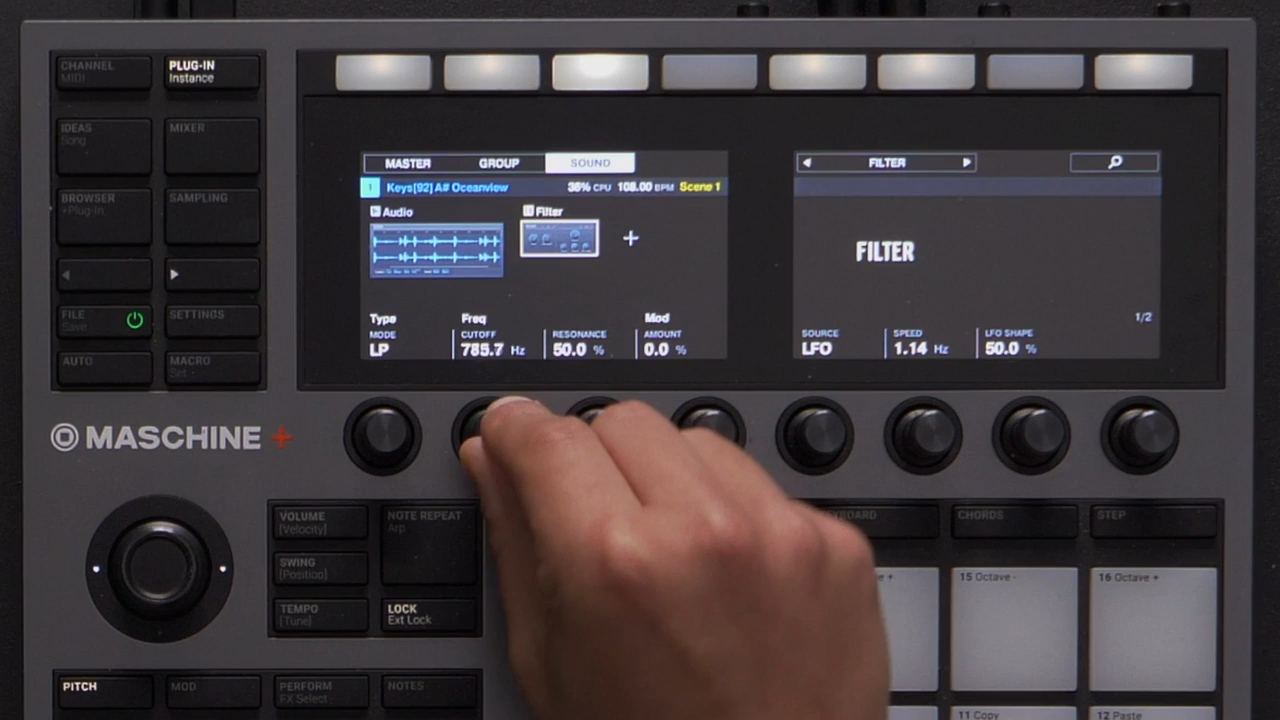 CHANNEL
MIDI
PLUG-IN
Instance
IDEAS
Song
MIXER
BROWSER
+Plug-In
SAMPLING
FILE
Save
SETTINGS
AUTO
MACRO
Set
MASCHINE +
MASTER GROUP SOUND
1 Keys[92] A# Oceanview 36% CPU 108.00 BPM Scene 1
Audio Filter
+
Type Freq Mod
MODE CUTOFF RESONANCE AMOUNT
LP 785.7 Hz 50.0 % 0.0 %
FILTER
FILTER
1/2
SOURCE SPEED LFO SHAPE
LFO 1.14 Hz 50.0 %
VOLUME
[Velocity]
NOTE REPEAT
Arp
SWING
[Position]
TEMPO
[Tune]
LOCK
Ext Lock
YBOARD
CHORDS
STEP
e +
15 Octave -
16 Octave +
PITCH
MOD
PERFORM
FX Select
NOTES
11 Copy
12 Paste